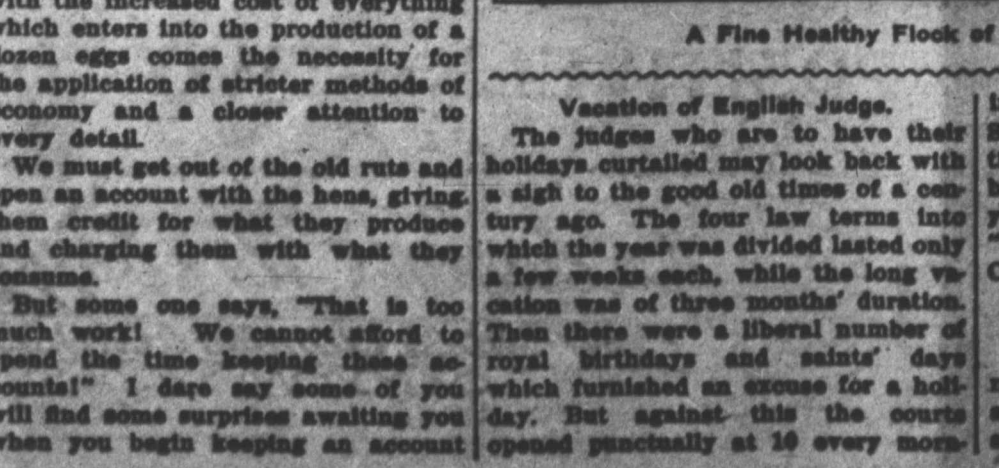 with the increased cost of everything
which enters into the production of a
dozen eggs comes the necessity for
he application of stricter methods of
conomy and a closer attention to
very detail.
We must get out of the old ruts and
pen an account with the hens, giving
hem credit for what they produce
nd charging them with what they
onsume.
But some one says, "That is too
much work! We cannot afford to
pend the time keeping these ac-
ounts!" I dare say some of you
will find some surprises awaiting you
when you begin keeping an account
A Fine Healthy Flock of
Vacation of English Judge.
The judges who are to have their
holidays curtailed may look back with
a sigh to the good old times of a cen-
tury ago. The four law terms into
which the year was divided lasted only
a few weeks each, while the long va-
cation was of three months' duration.
Then there were a liberal number of
royal birthdays and saints' days
which furnished an excuse for a holi-
day. But against this the courts
opened punctually at 10 every morn-